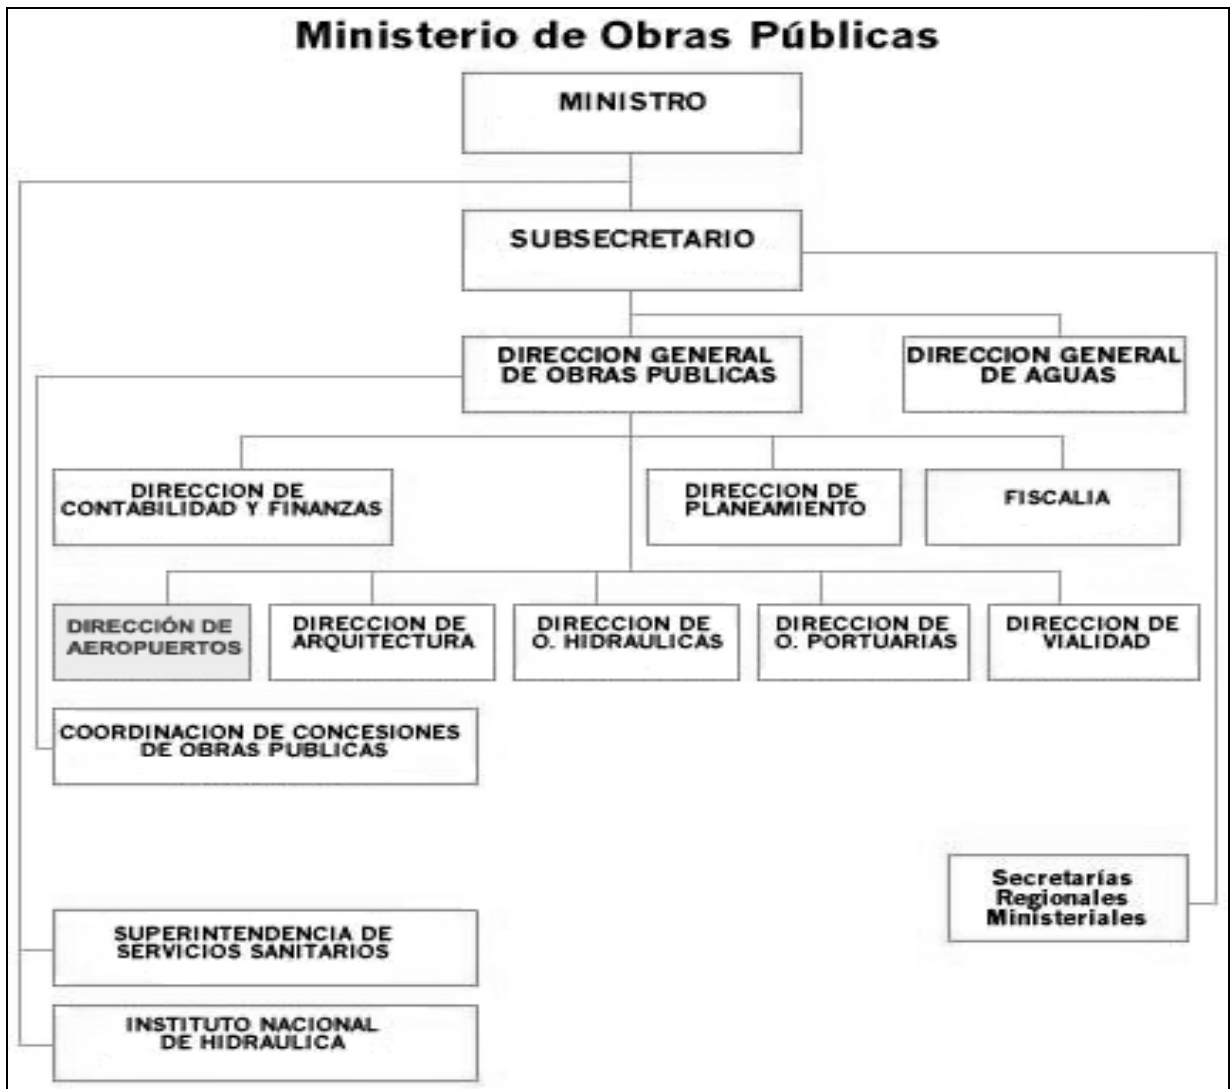 Ministerio de Obras Públicas
MINISTRO
SUBSECRETARIO
DIRECCION GENERAL
DE OBRAS PUBLICAS
DIRECCION GENERAL
DE AGUAS
DIRECCION DE
CONTABILIDAD Y FINANZAS
DIRECCION DE
PLANEAMIENTO
FISCALIA
DIRECCIÓN DE
AEROPUERTOS
DIRECCION DE
ARQUITECTURA
DIRECCION DE
O. HIDRAULICAS
DIRECCION DE
O. PORTUARIAS
DIRECCION DE
VIALIDAD
COORDINACION DE CONCESIONES
DE OBRAS PUBLICAS
Secretarías
Regionales
Ministeriales
SUPERINTENDENCIA DE
SERVICIOS SANITARIOS
INSTITUTO NACIONAL
DE HIDRAULICA